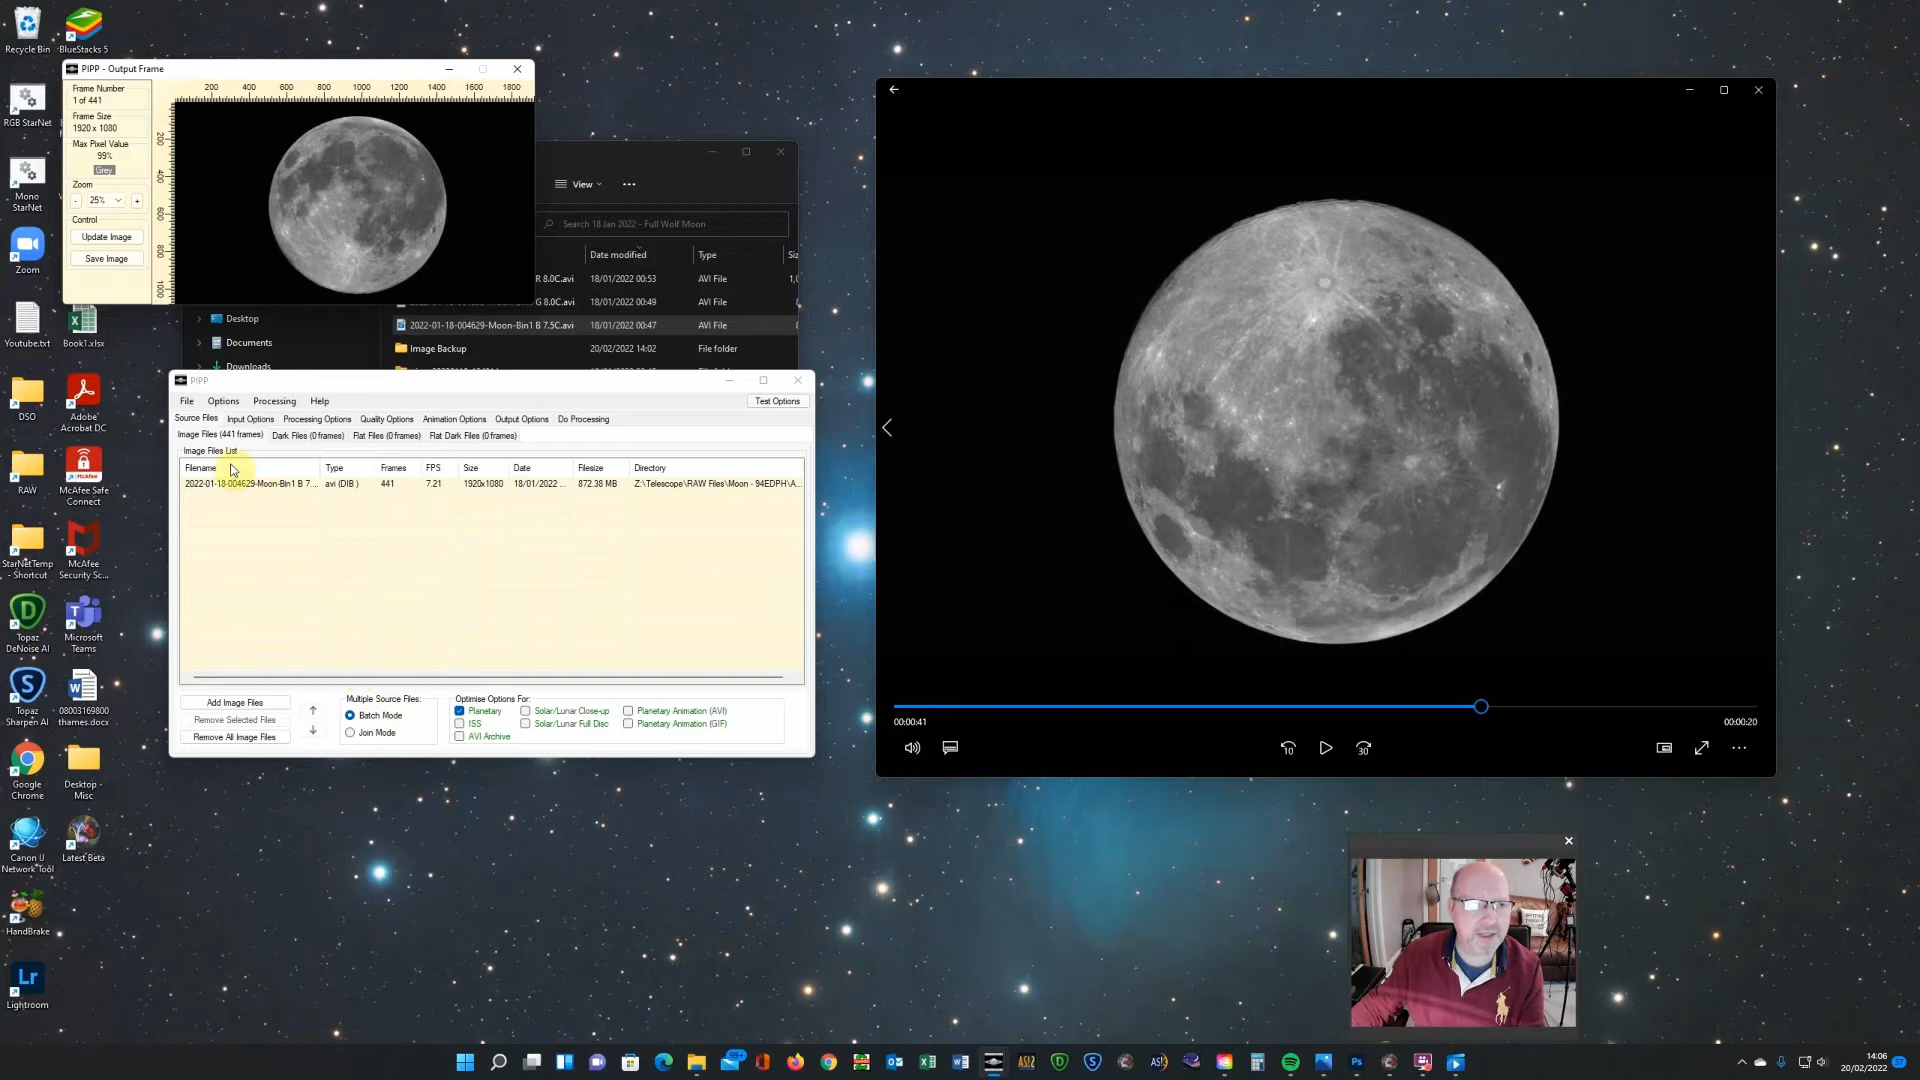 Recycle Bin
BlueStacks 5
RGB StarNet
Mono
StarNet
Zoom
Youtube.txt
Book1.xlsx
DSO
Adobe
Acrobat DC
RAW
McAfee Safe
Connect
StarNetTemp
- Shortcut
McAfee
Security Sc...
Topaz
DeNoise AI
Microsoft
Teams
Topaz
Sharpen AI
08003169800
thames.docx
Google
Chrome
Desktop -
Misc
Canon IJ
Network Tool
Latest Beta
HandBrake
Lr
Lightroom
PIPP - Output Frame
Frame Number
1 of 441
Frame Size
1920 x 1080
Max Pixel Value
99%
Grey
Zoom
- 25% +
Control
Update Image
Save Image
200 400 600 800 1000 1200 1400 1600 1800
200
400
600
800
1000
View
Search 18 Jan 2022 - Full Wolf Moon
Date modified Type Siz
R 8.0C.avi 18/01/2022 00:53 AVI File 1,0
G 8.0C.avi 18/01/2022 00:49 AVI File
2022-01-18-004629-Moon-Bin1 B 7.5C.avi 18/01/2022 00:47 AVI File
Image Backup 20/02/2022 14:02 File folder
Desktop
Documents
Downloads
PIPP
File Options Processing Help
Test Options
Source Files Input Options Processing Options Quality Options Animation Options Output Options Do Processing
Image Files (441 frames) Dark Files (0 frames) Flat Files (0 frames) Flat Dark Files (0 frames)
Image Files List
Filename Type Frames FPS Size Date Filesize Directory
2022-01-18-004629-Moon-Bin1 B 7.... avi (DIB ) 441 7.21 1920x1080 18/01/2022 ... 872.38 MB Z:\Telescope\RAW Files\Moon - 94EDPH\A...
Add Image Files
Remove Selected Files
Remove All Image Files
Multiple Source Files:
Batch Mode
Join Mode
Optimise Options For:
Planetary Solar/Lunar Close-up Planetary Animation (AVI)
ISS Solar/Lunar Full Disc Planetary Animation (GIF)
AVI Archive
00:00:41 00:00:20
10 30
99+
14:06
20/02/2022